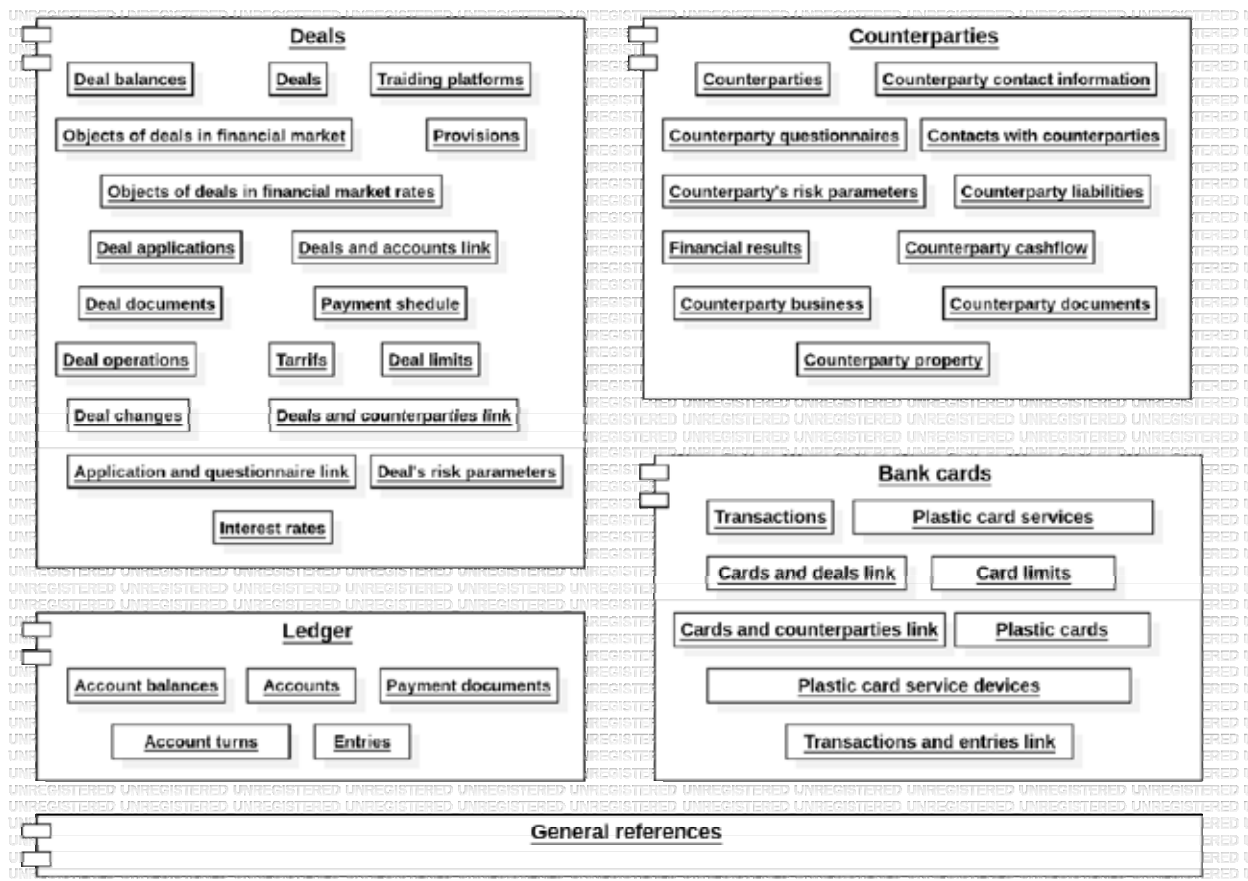 Deals
Deal balances
Deals
Traiding platforms
Objects of deals in financial market
Provisions
Objects of deals in financial market rates
Deal applications
Deals and accounts link
Deal documents
Payment shedule
Deal operations
Tarrifs
Deal limits
Deal changes
Deals and counterparties link
Application and questionnaire link
Deal's risk parameters
Interest rates
Counterparties
Counterparties
Counterparty contact information
Counterparty questionnaires
Contacts with counterparties
Counterparty's risk parameters
Counterparty liabilities
Financial results
Counterparty cashflow
Counterparty business
Counterparty documents
Counterparty property
Ledger
Account balances
Accounts
Payment documents
Account turns
Entries
Bank cards
Transactions
Plastic card services
Cards and deals link
Card limits
Cards and counterparties link
Plastic cards
Plastic card service devices
Transactions and entries link
General references
UNREGISTERED